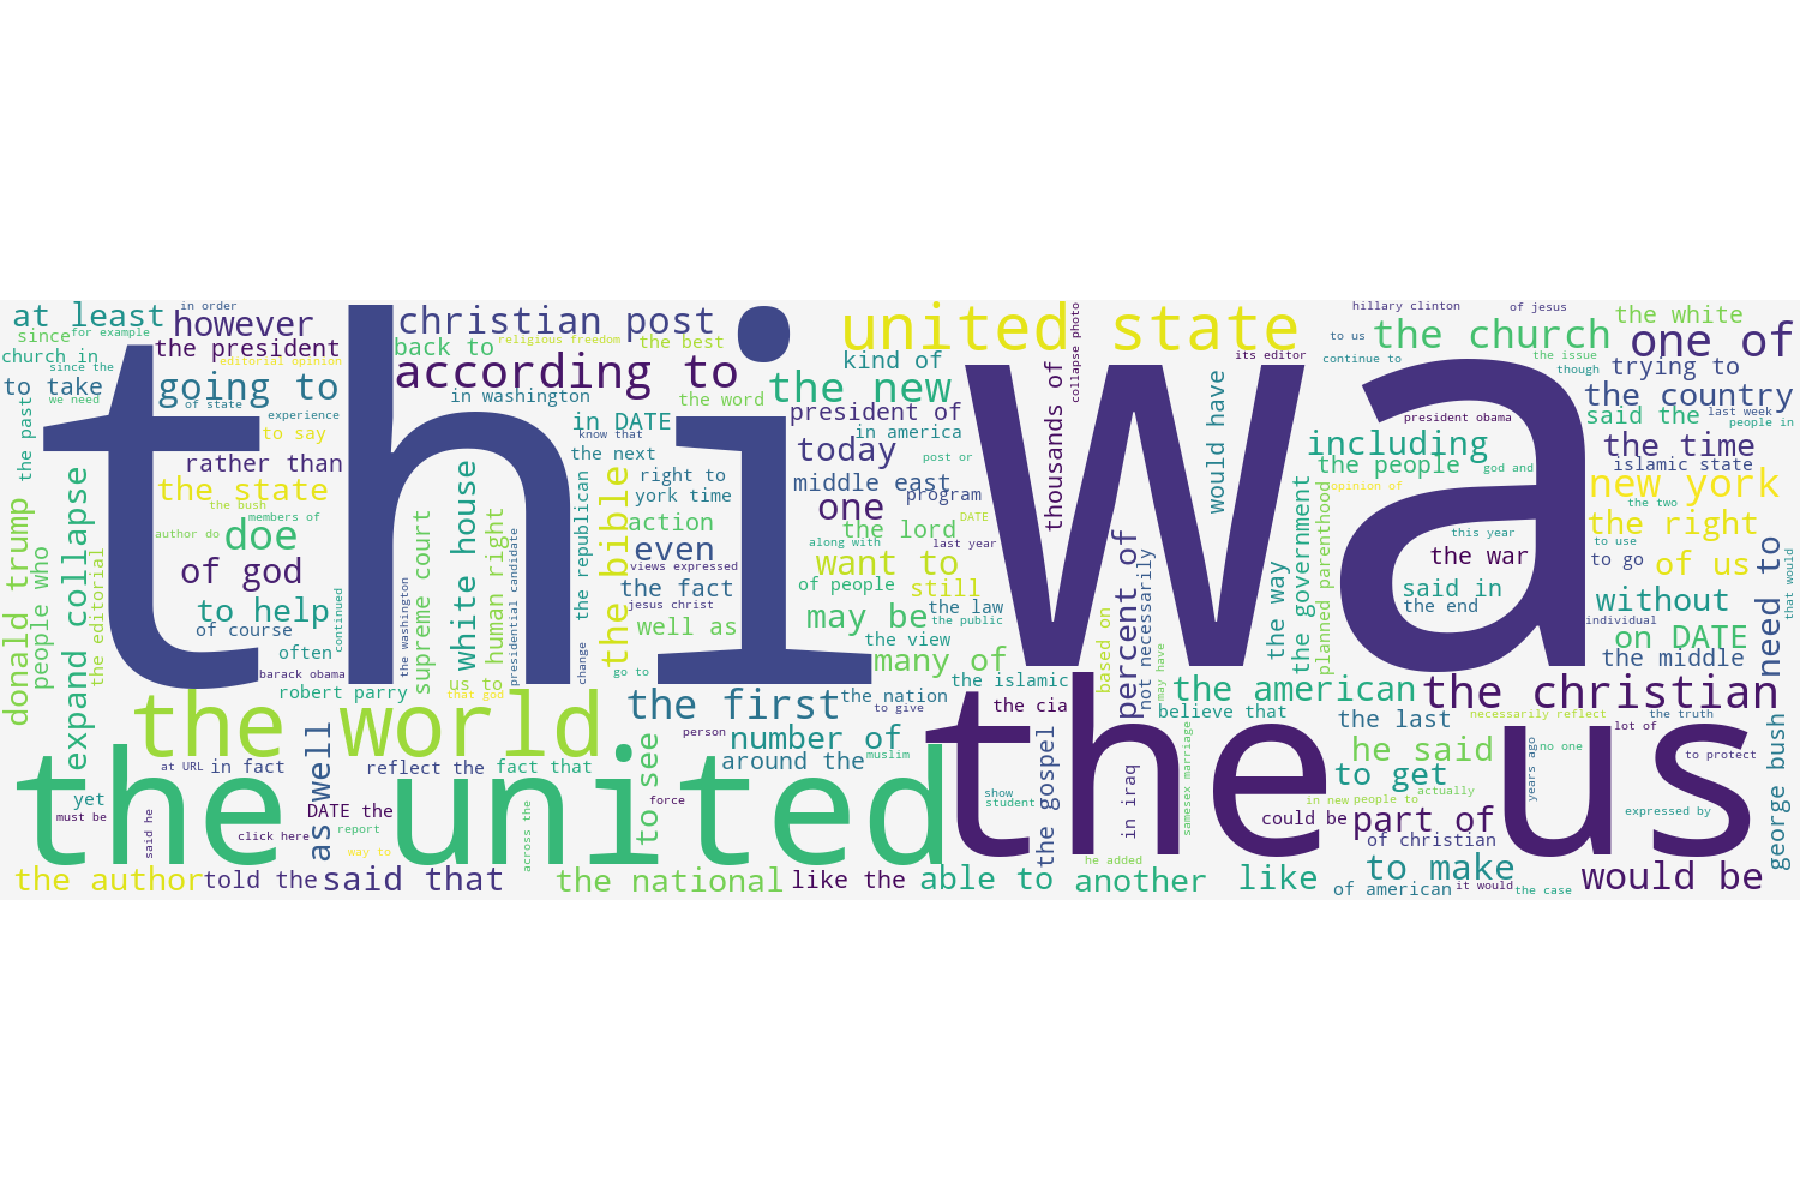 thi
wa
the us
the united
the world
united state
according to
christian post
the christian
the new
the church
one of
at least
in order
however
since
for example
the president
church in
since the
editorial opinion
to take
going to
we need
of state
experience
to say
the past
rather than
the state
the bush
members of
author do
doe
of god
to help
of course
continued
often
barack obama
robert parry
donald trump
people who
expand collapse
the editorial
back to
religious freedom
the best
in washington
the word
in DATE
know that
the next
right to
york time
action
even
views expressed
the fact
jesus christ
well as
go to
the bible
the republican
change
presidential candidate
human right
us to
that god
white house
supreme court
the washington
kind of
president of
in america
today
post or
middle east
program
one
the lord
DATE
along with
last year
want to
of people
still
may be
the law
the public
the view
many of
the islamic
the cia
collapse photo
thousands of
its editor
would have
hillary clinton
of jesus
to us
continue to
the issue
though
the white
trying to
the country
president obama
said the
last week
people in
including
the people
god and
the time
islamic state
opinion of
new york
the two
this year
the right
the war
to use
to go
of us
said in
the end
without
individual
on DATE
the middle
need to
that would
the way
the government
planned parenthood
percent of
not necessarily
based on
may have
the american
believe that
the last
necessarily reflect
the truth
lot of
he said
no one
to protect
to get
actually
years ago
in new
people to
could be
part of
expressed by
of christian
to make
george bush
of american
it would
the case
would be
the first
the nation
to give
person
number of
around the
muslim
at URL
in fact
reflect the
fact that
as well
yet
must be
said he
click here
DATE the
report
way to
across the
force
to see
show
student
the gospel
in iraq
samesex marriage
he added
the author
told the
said that
the national
like the
able to
another
like